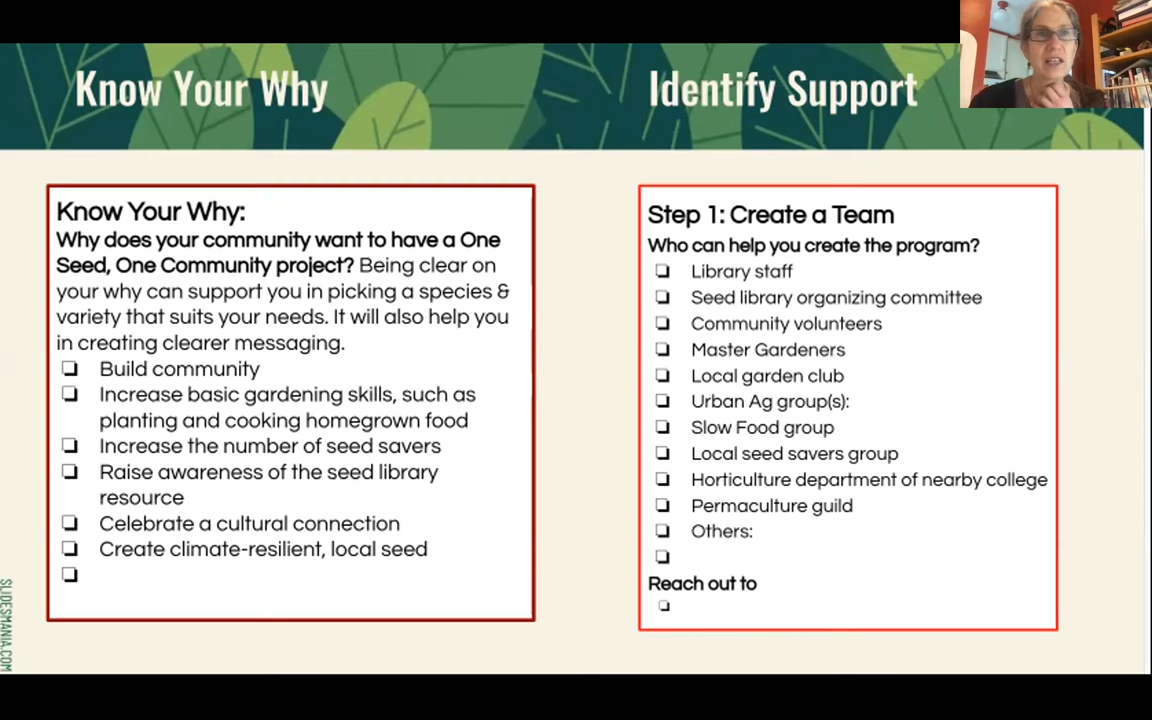 Know Your Why
Identify Support
Know Your Why:
Why does your community want to have a One
Seed, One Community project? Being clear on
your why can support you in picking a species &
variety that suits your needs. It will also help you
in creating clearer messaging.
Build community
Increase basic gardening skills, such as
planting and cooking homegrown food
Increase the number of seed savers
Raise awareness of the seed library
resource
Celebrate a cultural connection
Create climate-resilient, local seed
Step 1: Create a Team
Who can help you create the program?
Library staff
Seed library organizing committee
Community volunteers
Master Gardeners
Local garden club
Urban Ag group(s):
Slow Food group
Local seed savers group
Horticulture department of nearby college
Permaculture guild
Others:
Reach out to
SLIDESMANIA.COM